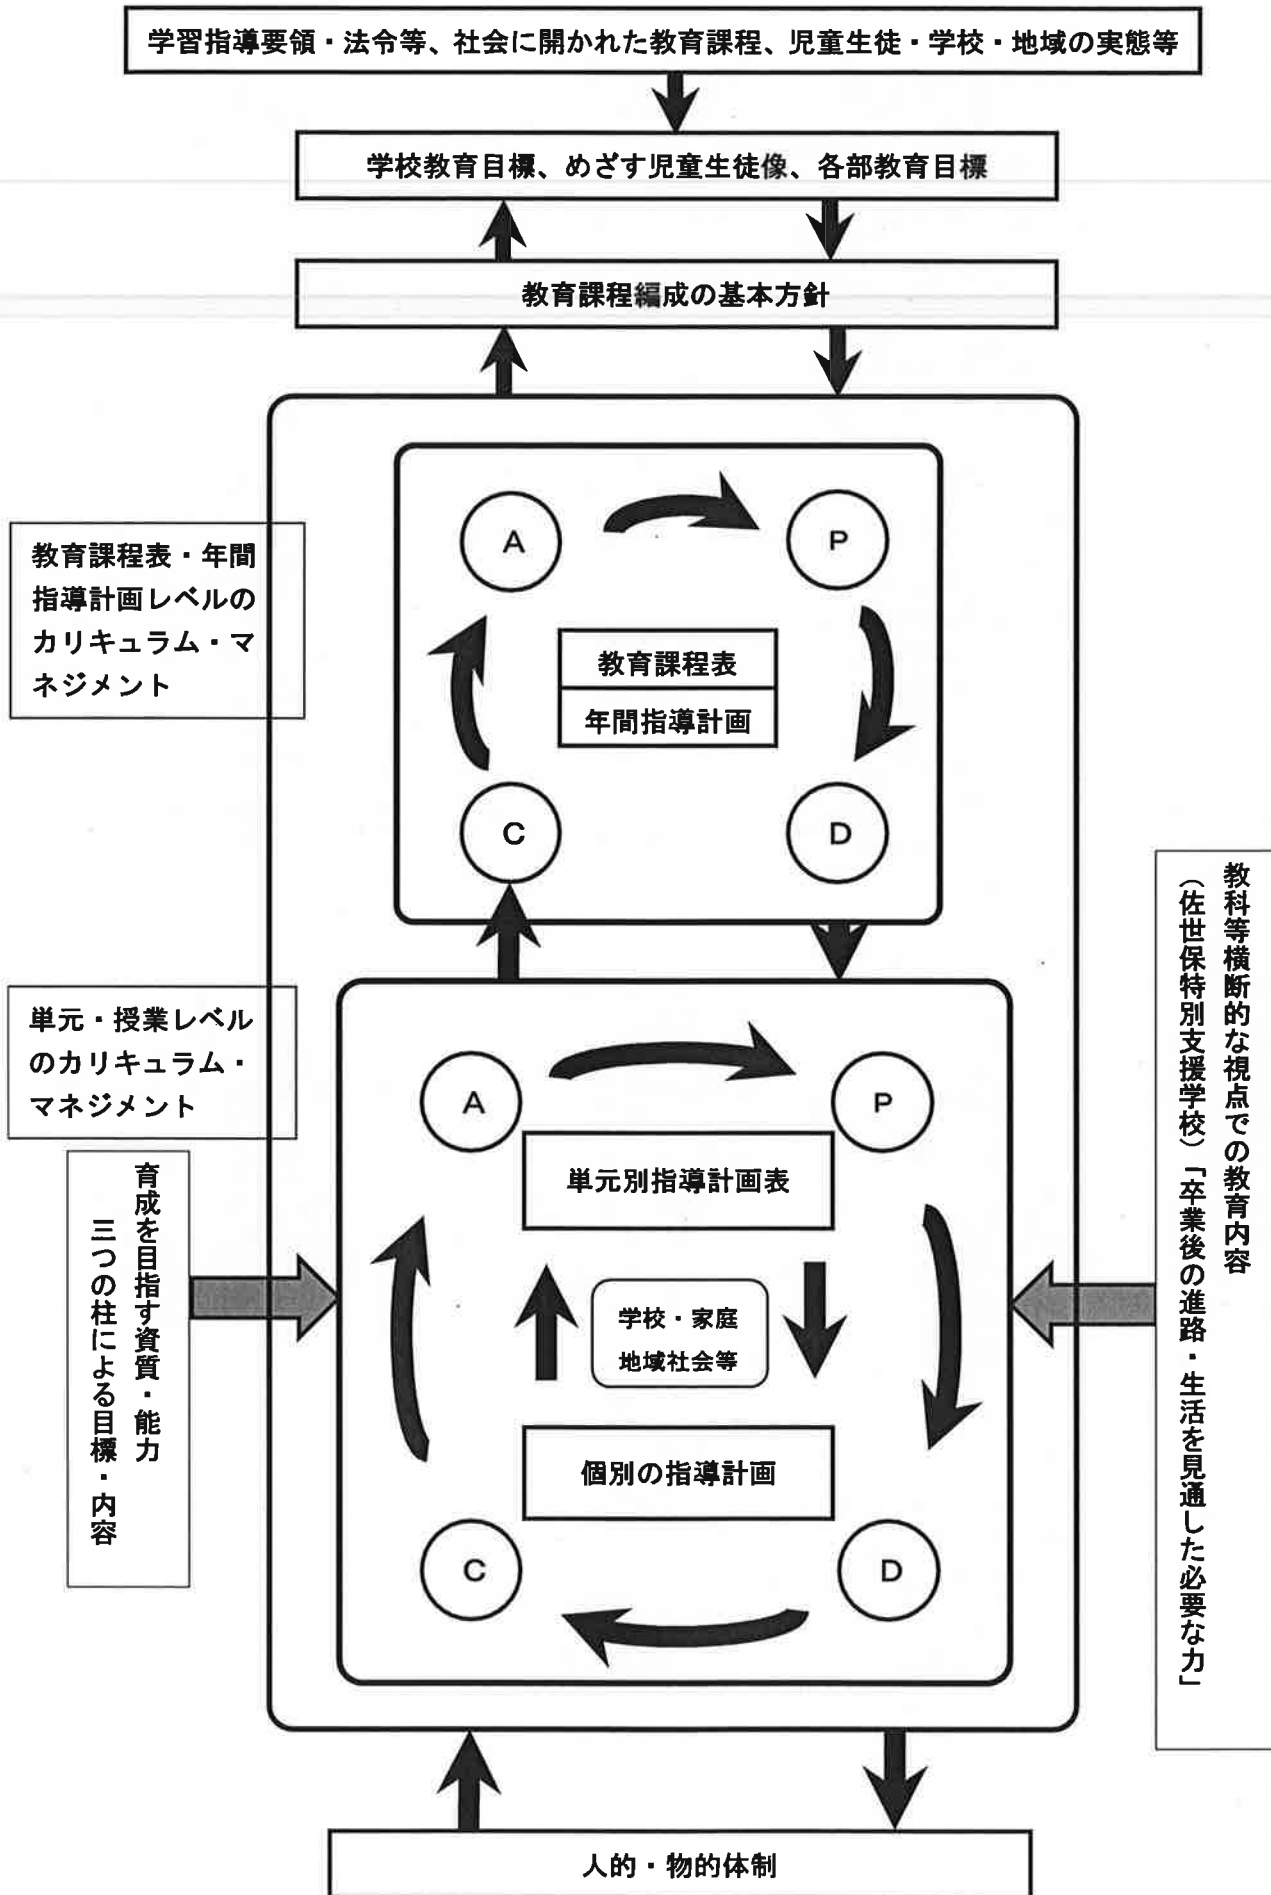 学習指導要領・法令等、社会に開かれた教育課程、児童生徒・学校・地域の実態等
学校教育目標、めざす児童生徒像、各部教育目標
教育課程編成の基本方針
教育課程表・年間
指導計画レベルの
カリキュラム・マ
ネジメント
A
P
教育課程表
年間指導計画
C
D
単元・授業レベル
のカリキュラム・
マネジメント
A
P
単元別指導計画表
学校・家庭
地域社会等
個別の指導計画
C
D
育成を目指す資質・能力
三つの柱による目標・内容
教科等横断的な視点での教育内容
（佐世保特別支援学校）「卒業後の進路・生活を見通した必要な力」
人的・物的体制